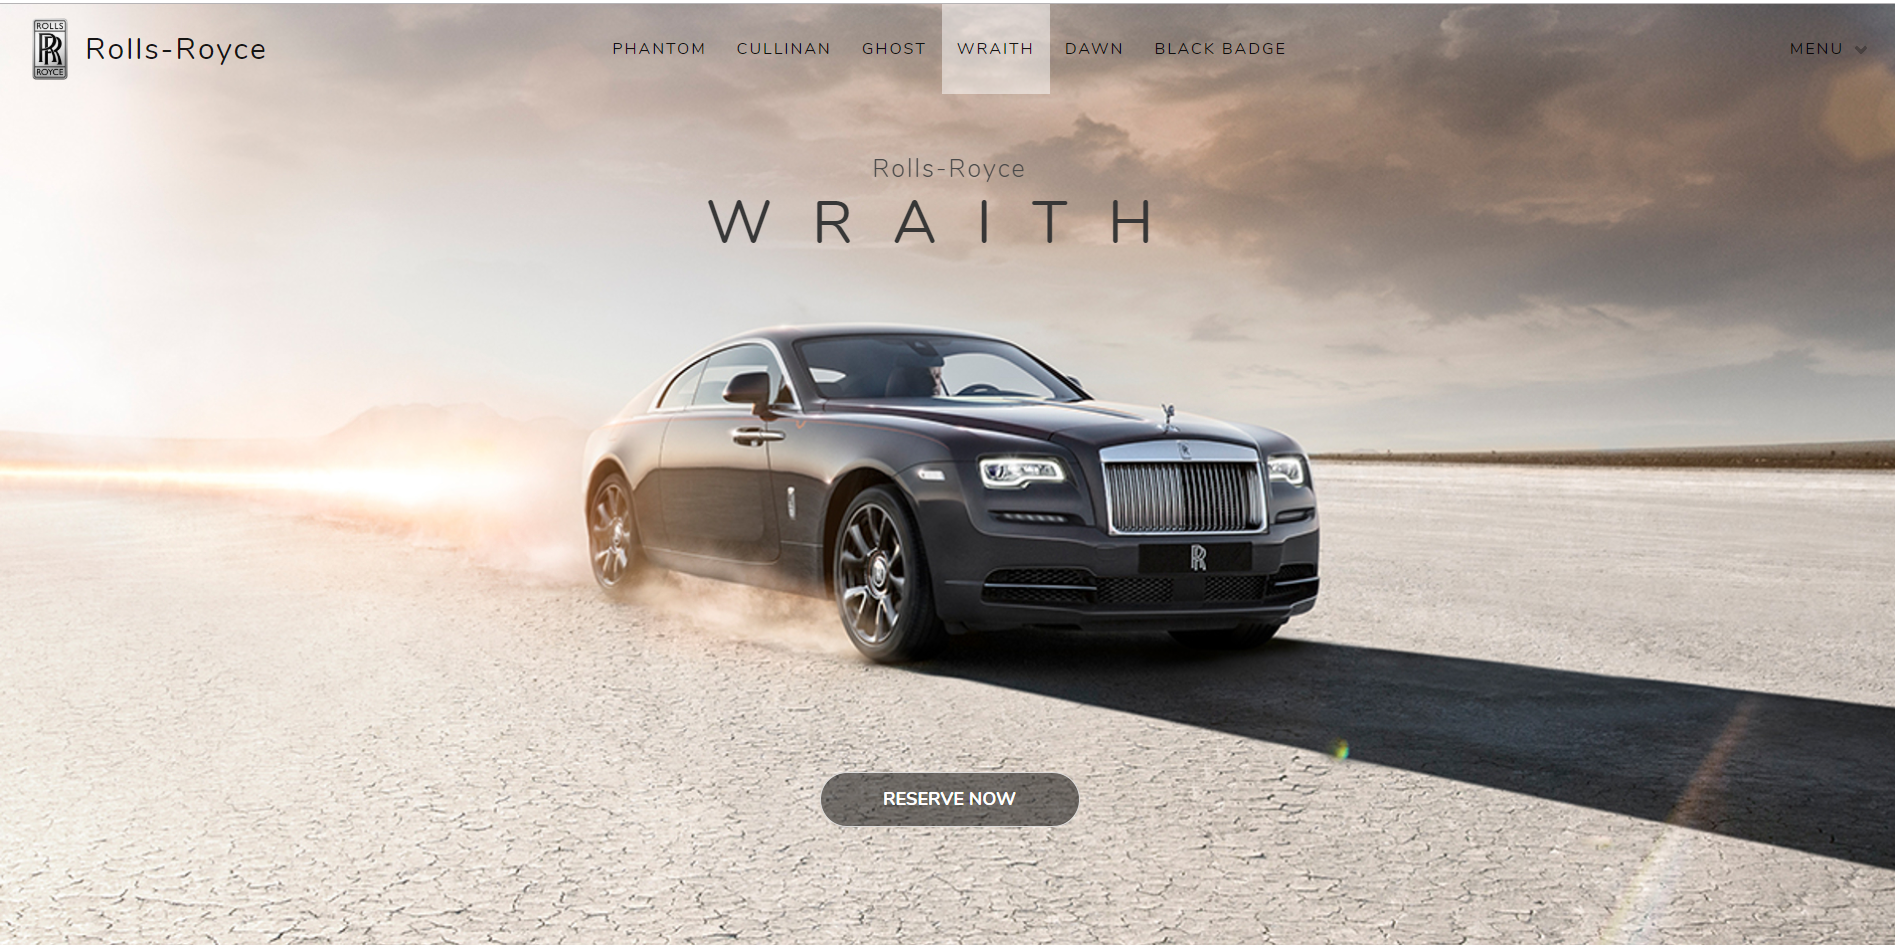 ROLLS
RR
ROYCE
Rolls-Royce
PHANTOM CULLINAN GHOST WRAITH DAWN BLACK BADGE
MENU
Rolls-Royce
WRAITH
RR
RESERVE NOW